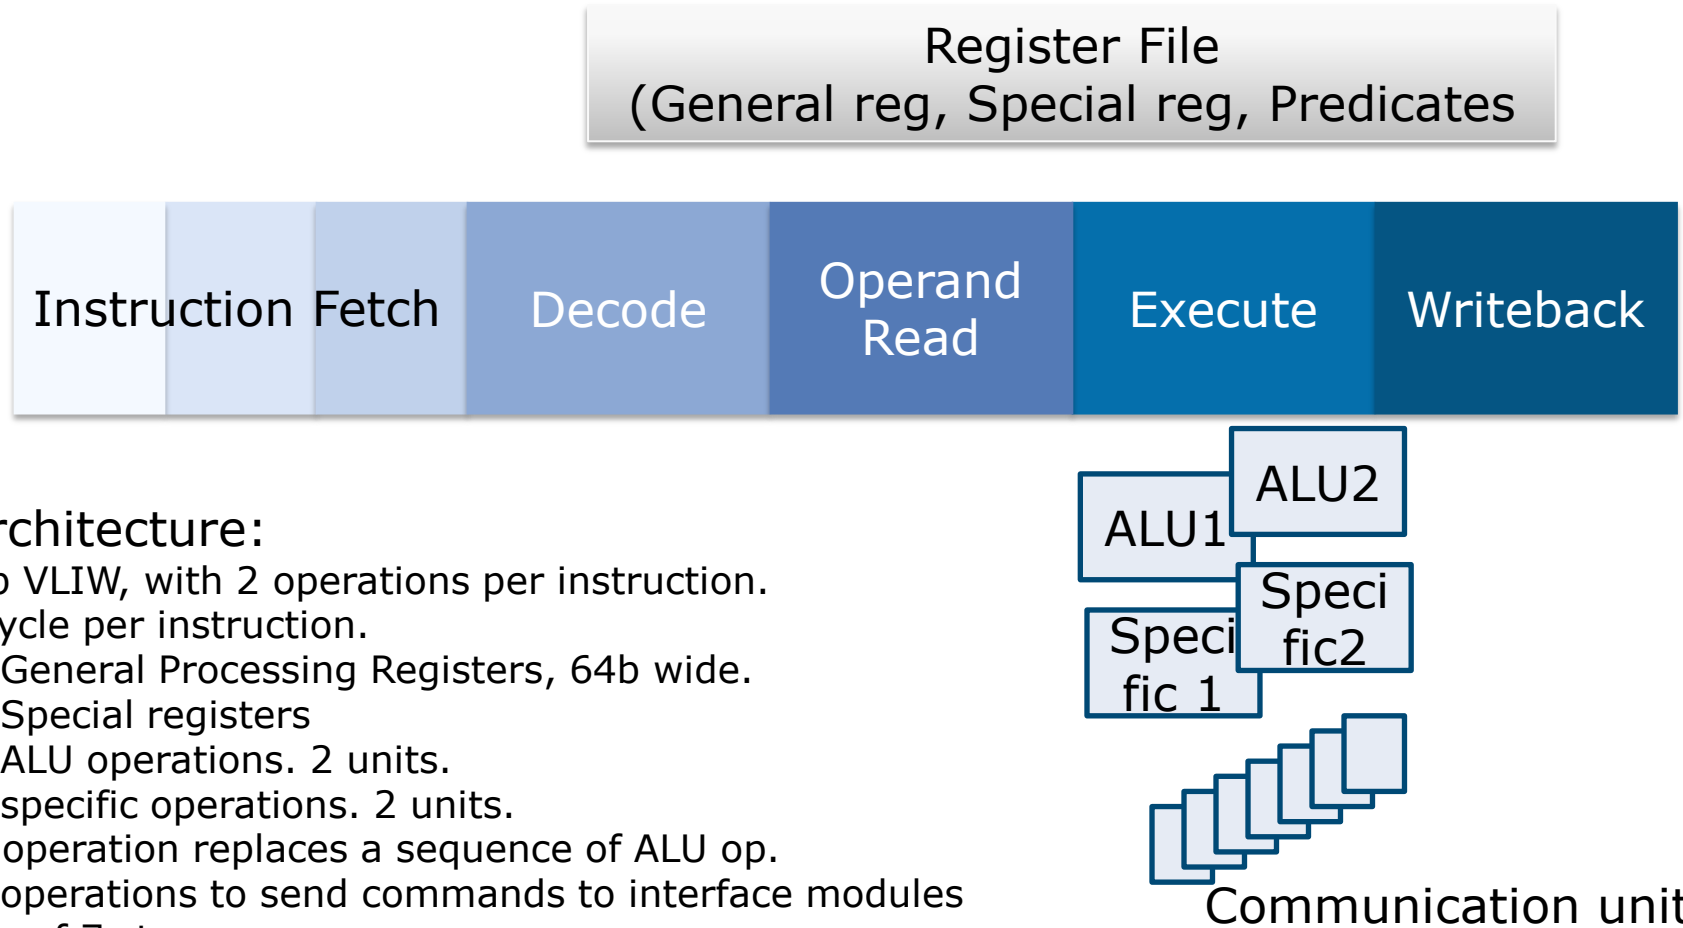 Register File
(General reg, Special reg, Predicates
Instruction Fetch
Decode
Operand
Read
Execute
Writeback
rchitecture:
VLIW, with 2 operations per instruction.
ycle per instruction.
General Processing Registers, 64b wide.
Special registers
ALU operations. 2 units.
specific operations. 2 units.
operation replaces a sequence of ALU op.
operations to send commands to interface modules
ALU1
ALU2
Speci
fic 1
Speci
fic2
Communication unit